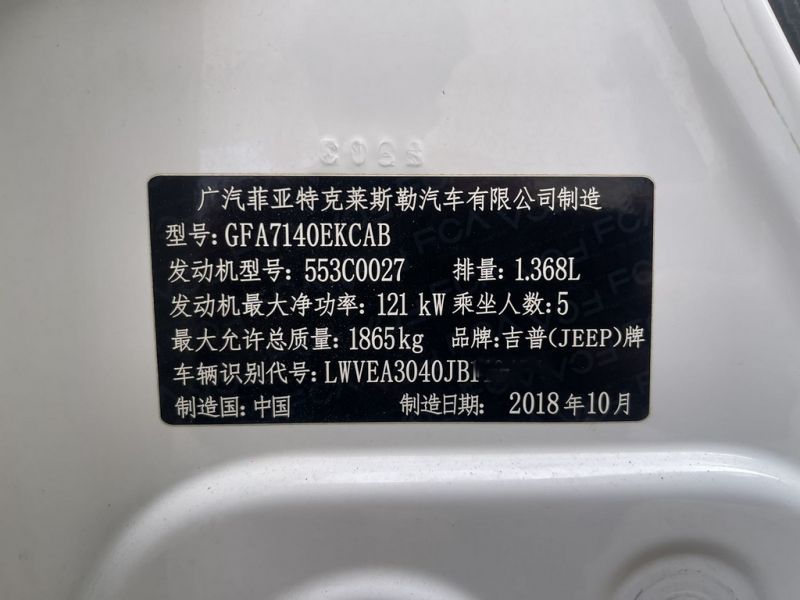 广汽菲亚特克莱斯勒汽车有限公司制造
型号: GFA7140EKCAB
发动机型号: 553C0027 排量: 1.368L
发动机最大净功率: 121 kW 乘坐人数: 5
最大允许总质量: 1865kg 品牌: 吉普(JEEP)牌
车辆识别代号: LWVEA3040JB1
制造国: 中国 制造日期: 2018年10月